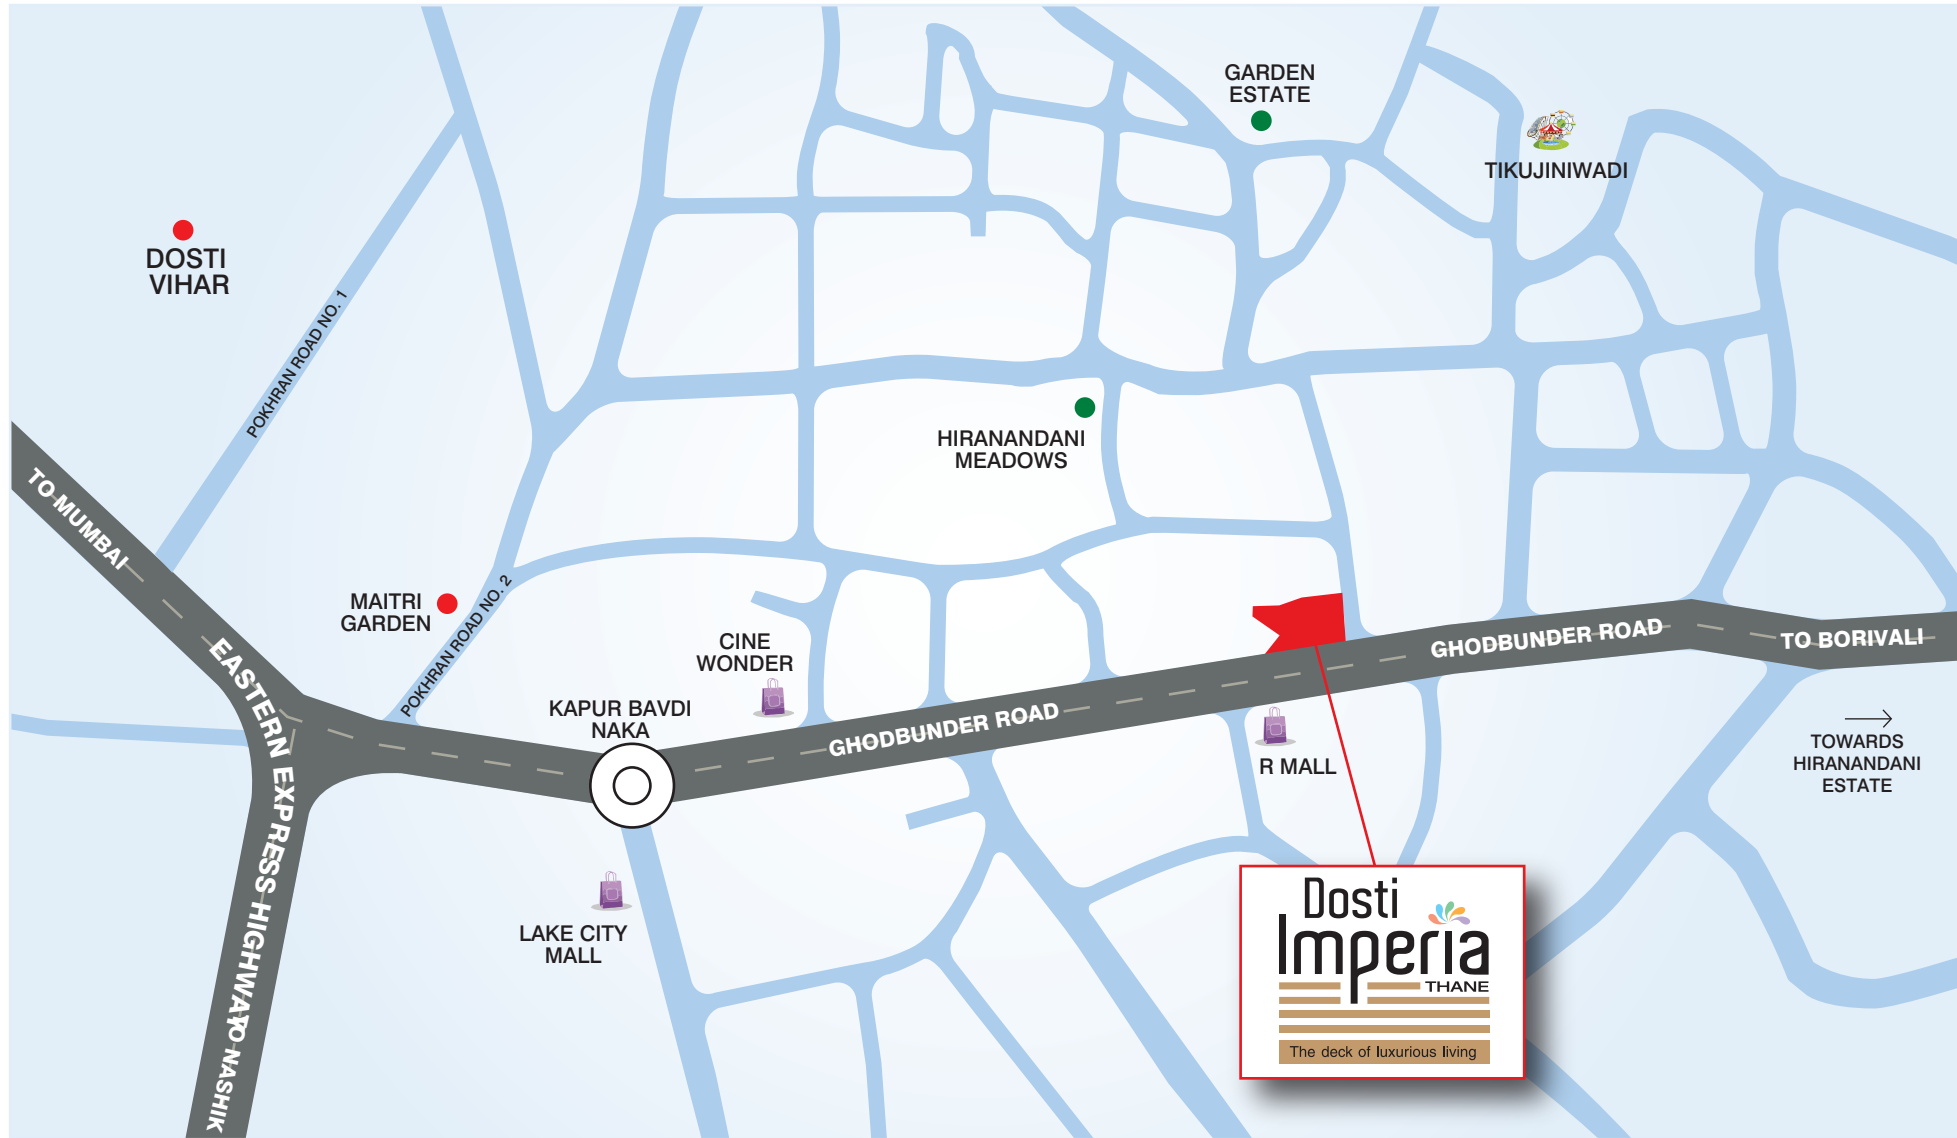 GARDEN
ESTATE
TIKUJINIWADI
DOSTI
VIHAR
POKHRAN ROAD NO. 1
HIRANANDANI
MEADOWS
TO MUMBAI
MAITRI
GARDEN
POKHRAN ROAD NO. 2
CINE
WONDER
KAPUR BAVDI
NAKA
EASTERN EXPRESS HIGHWAY
TO NASHIK
GHODBUNDER ROAD
GHODBUNDER ROAD
TO BORIVALI
R MALL
TOWARDS
HIRANANDANI
ESTATE
LAKE CITY
MALL
Dosti
Imperia
THANE
The deck of luxurious living